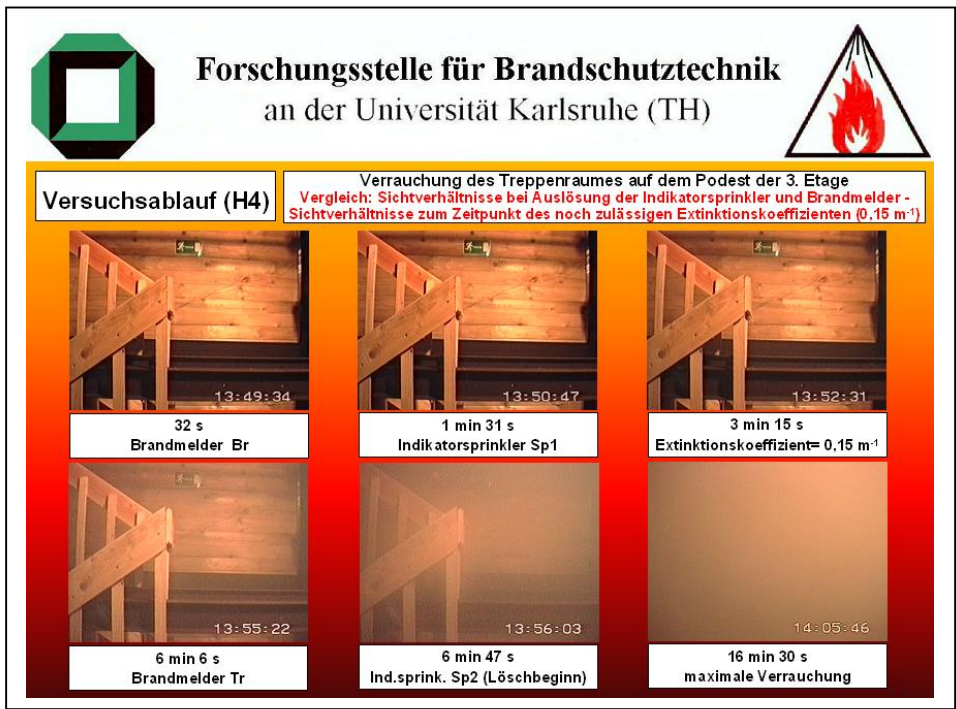 Forschungsstelle für Brandschutztechnik
an der Universität Karlsruhe (TH)
Versuchsablauf (H4)
Verrauchung des Treppenraumes auf dem Podest der 3. Etage
Vergleich: Sichtverhältnisse bei Auslösung der Indikatorsprinkler und Brandmelder -
Sichtverhältnisse zum Zeitpunkt des noch zulässigen Extinktionskoeffizienten (0,15 m⁻¹)
13:49:34
13:50:47
13:52:31
32 s
Brandmelder Br
1 min 31 s
Indikatorsprinkler Sp1
3 min 15 s
Extinktionskoeffizient= 0,15 m⁻¹
13:55:22
13:56:03
14:05:46
6 min 6 s
Brandmelder Tr
6 min 47 s
Ind.sprink. Sp2 (Löschbeginn)
16 min 30 s
maximale Verrauchung